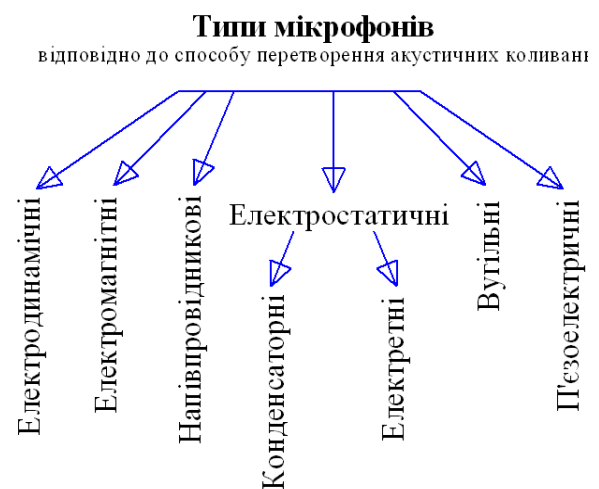 Типи мікрофонів
відповідно до способу перетворення акустичних коливань
Електродинамічні
Електромагнітні
Напівпровідникові
Електростатичні
Конденсаторні
Електретні
Вугільні
П'єзоелектричні